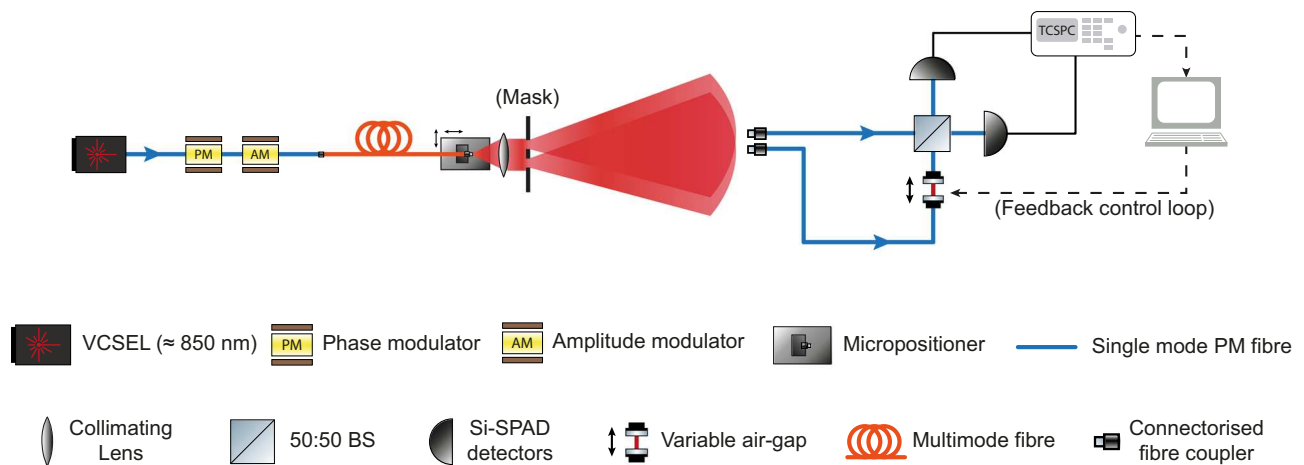 TCSPC
(Mask)
PM
AM
(Feedback control loop)
VCSEL (≈ 850 nm)
PM
Phase modulator
AM
Amplitude modulator
Micropositioner
Single mode PM fibre
Collimating
Lens
50:50 BS
Si-SPAD
detectors
Variable air-gap
Multimode fibre
Connectorised
fibre coupler